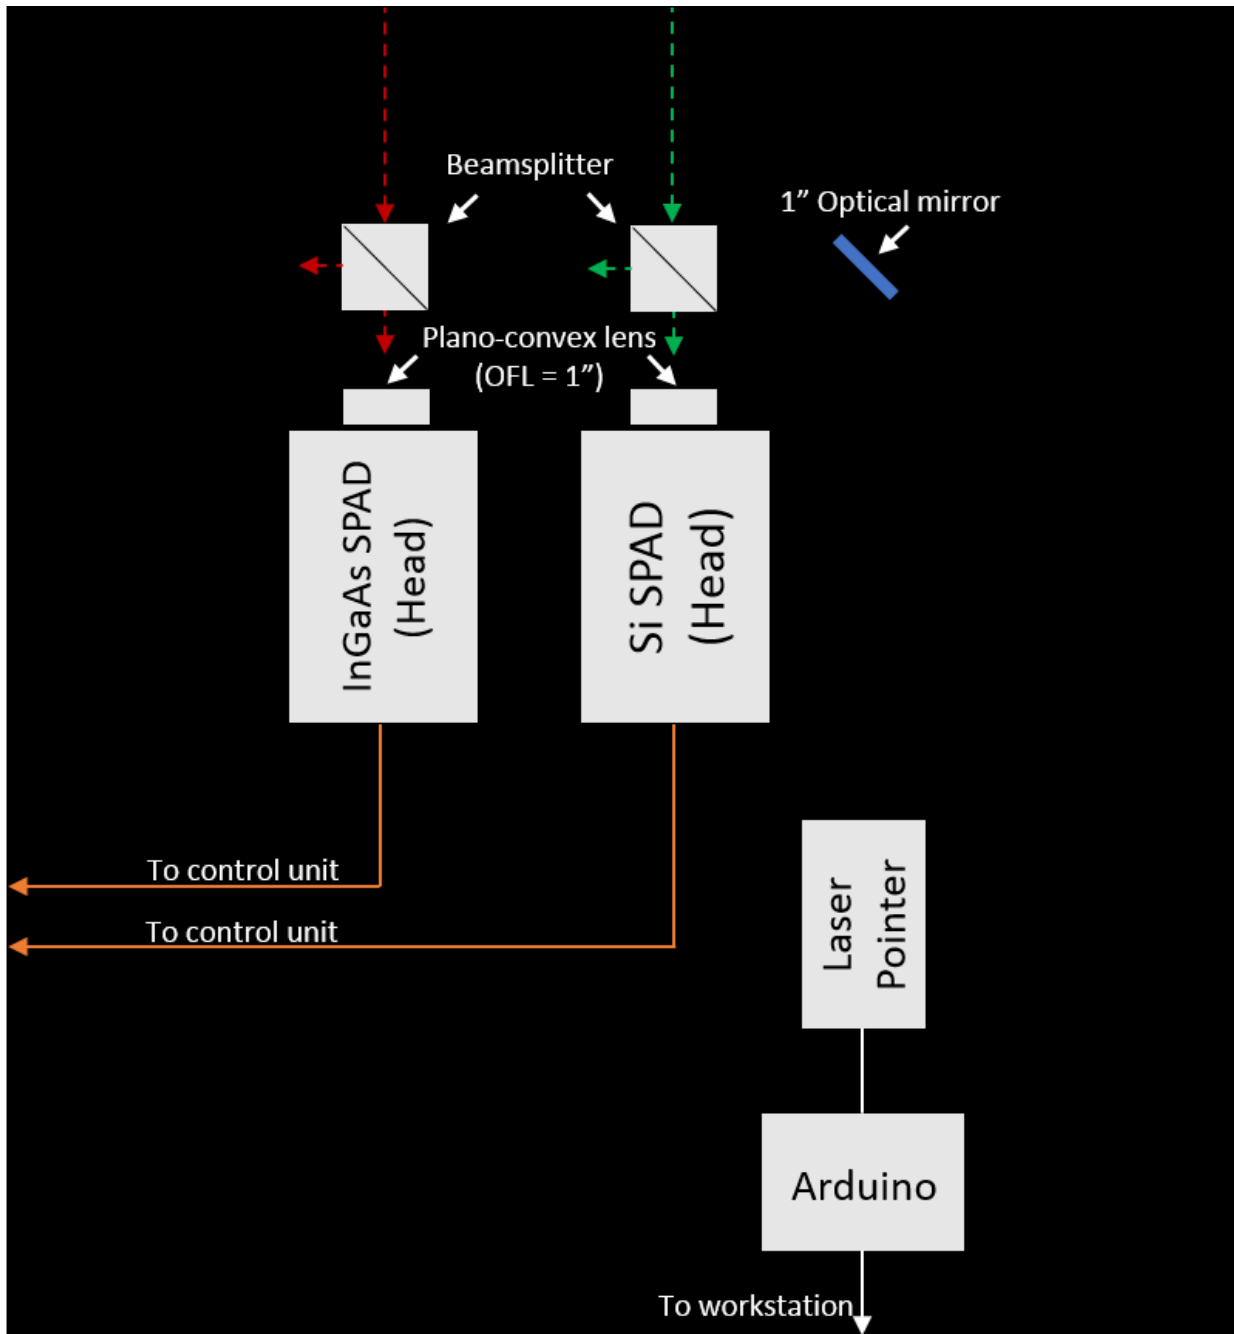 Beamsplitter
1” Optical mirror
Plano-convex lens
(OFL = 1”)
InGaAs SPAD
(Head)
Si SPAD
(Head)
To control unit
To control unit
Laser
Pointer
Arduino
To workstation